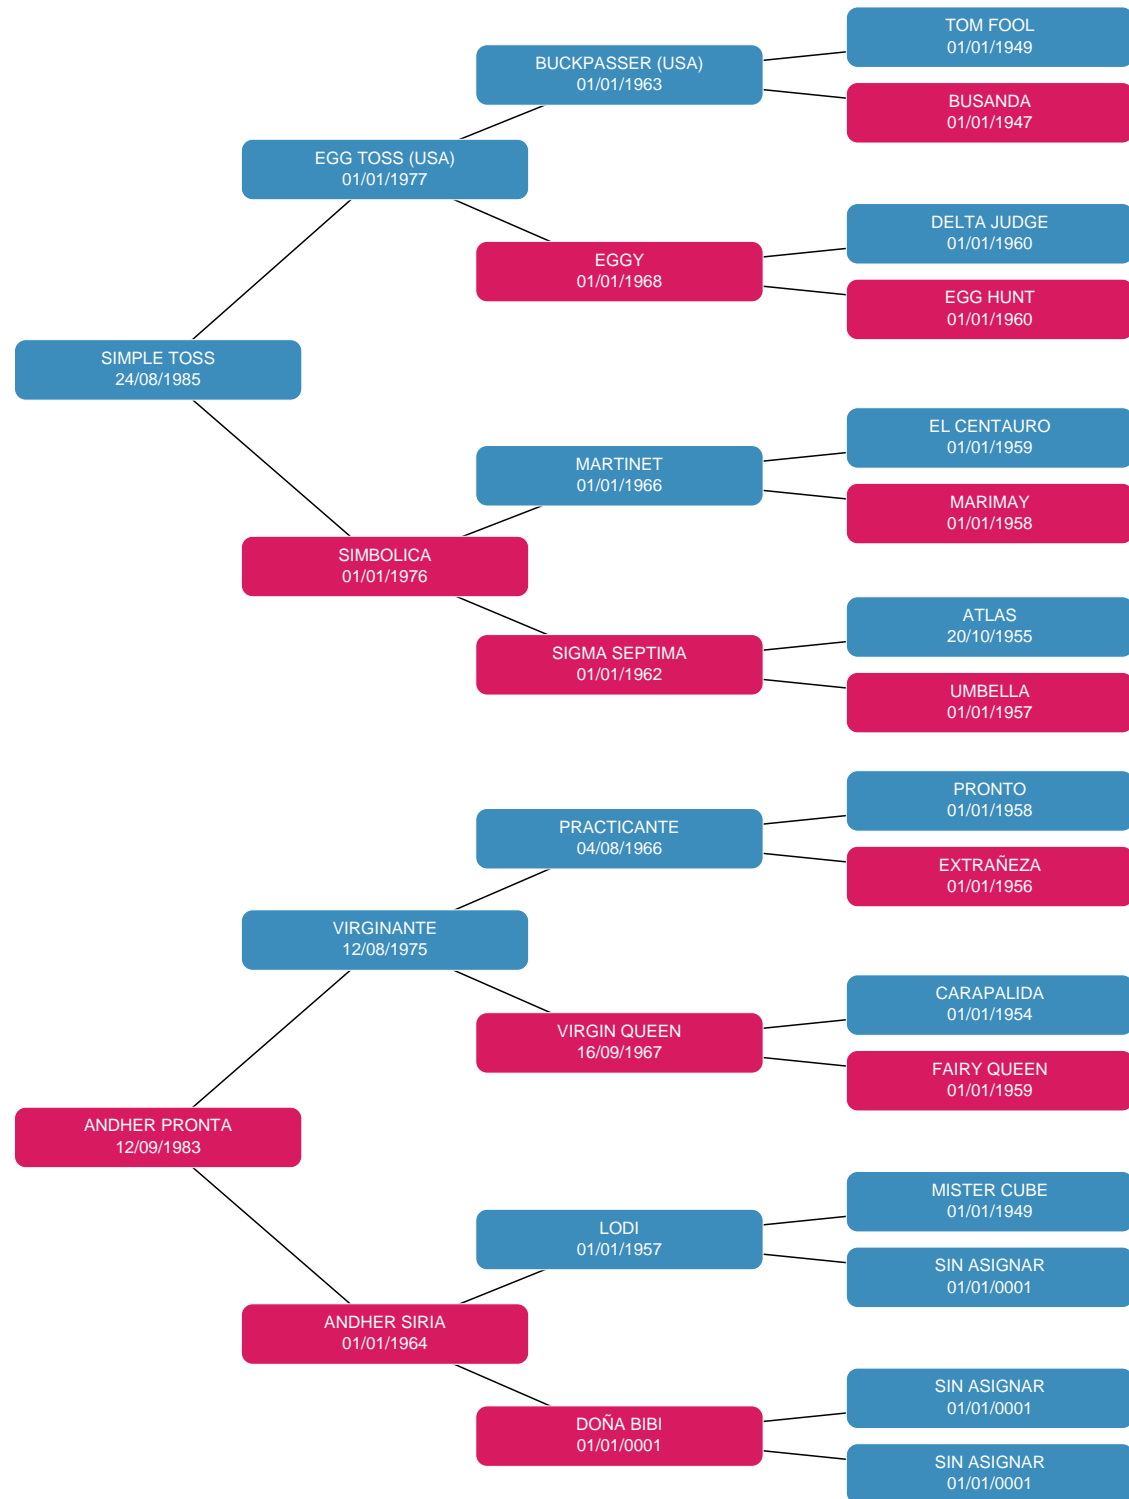 TOM FOOL
01/01/1949
BUCKPASSER (USA)
01/01/1963
BUSANDA
01/01/1947
EGG TOSS (USA)
01/01/1977
DELTA JUDGE
01/01/1960
EGGY
01/01/1968
EGG HUNT
01/01/1960
SIMPLE TOSS
24/08/1985
EL CENTAURO
01/01/1959
MARTINET
01/01/1966
MARIMAY
01/01/1958
SIMBOLICA
01/01/1976
ATLAS
20/10/1955
SIGMA SEPTIMA
01/01/1962
UMBELLA
01/01/1957
PRONTO
01/01/1958
PRACTICANTE
04/08/1966
EXTRAÑEZA
01/01/1956
VIRGINANTE
12/08/1975
CARAPALIDA
01/01/1954
VIRGIN QUEEN
16/09/1967
FAIRY QUEEN
01/01/1959
ANDHER PRONTA
12/09/1983
MISTER CUBE
01/01/1949
LODI
01/01/1957
SIN ASIGNAR
01/01/0001
ANDHER SIRIA
01/01/1964
SIN ASIGNAR
01/01/0001
DOÑA BIBI
01/01/0001
SIN ASIGNAR
01/01/0001